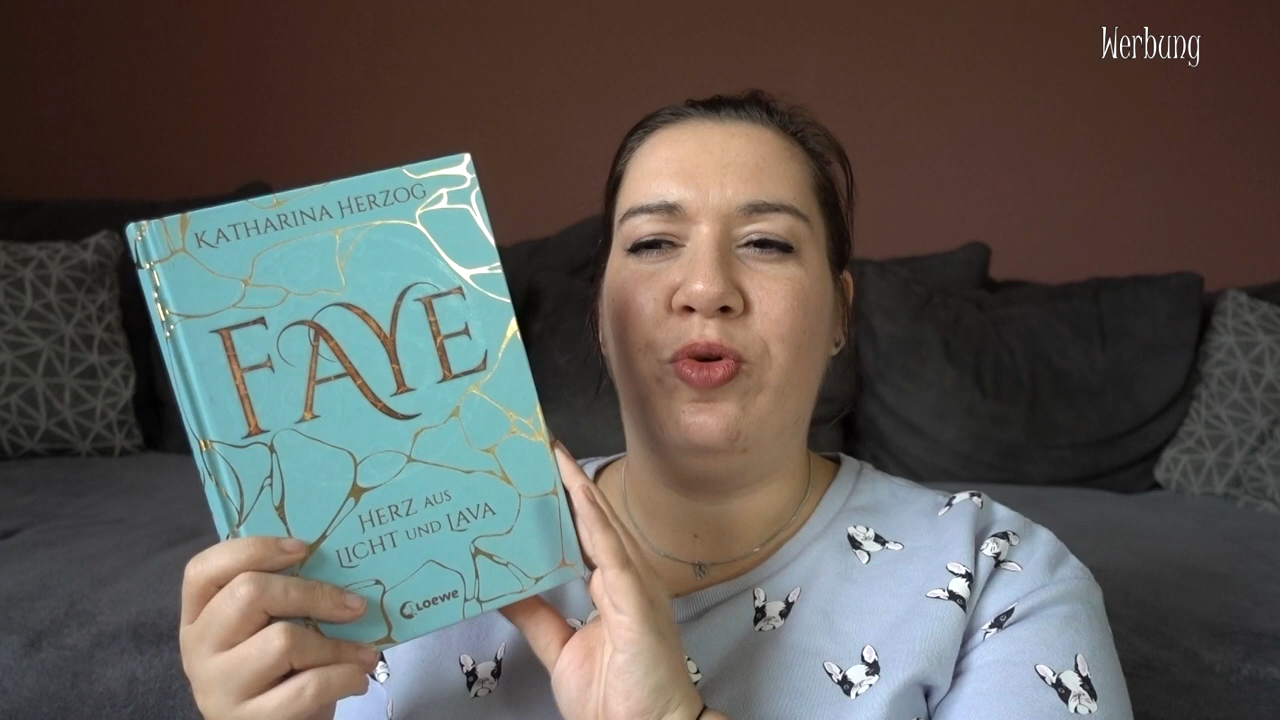 Werbung
KATHARINA HERZOG
FAYE
HERZ AUS
LICHT UND LAVA
LOEWE